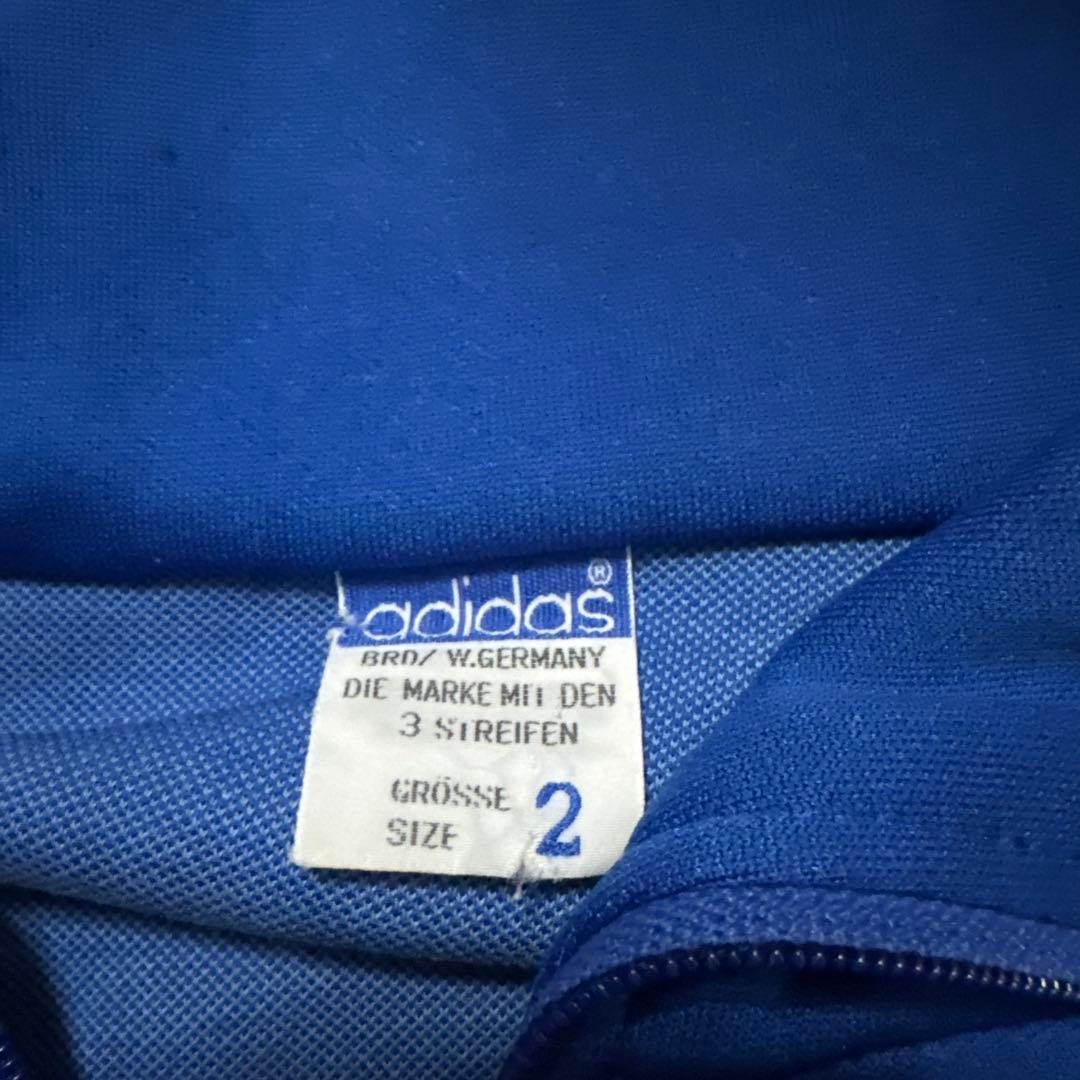 adidas®
BRD/ W.GERMANY
DIE MARKE MIT DEN
3 STREIFEN
GRÖSSE 2
SIZE